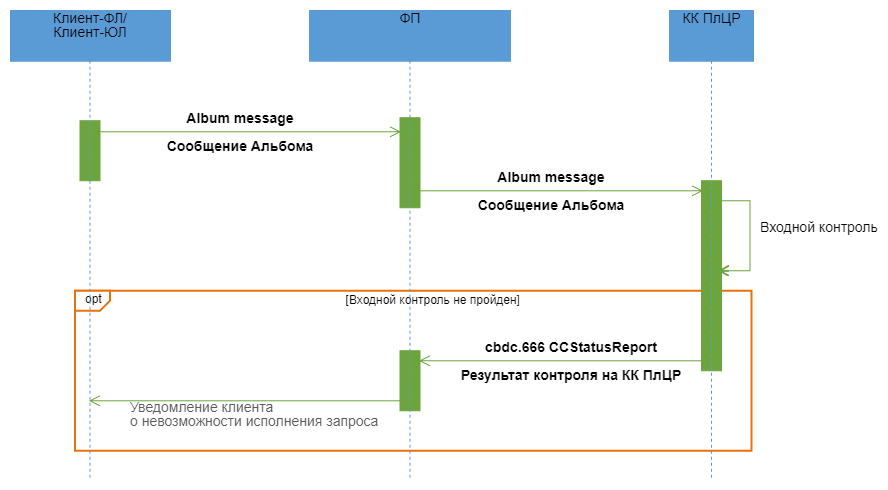 Клиент-ФЛ/
Клиент-ЮЛ
ФП
КК ПлЦР
Album message
Сообщение Альбома
Album message
Сообщение Альбома
Входной контроль
opt
[Входной контроль не пройден]
cbdc.666 CCStatusReport
Результат контроля на КК ПлЦР
Уведомление клиента
о невозможности исполнения запроса